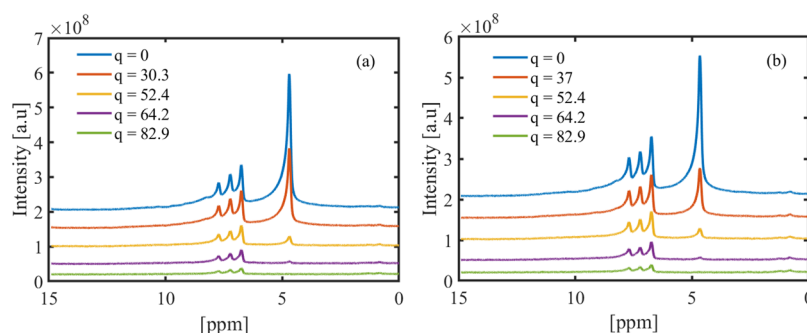 ×10⁸
7
6
5
4
3
2
1
0
Intensity [a.u]
q = 0
q = 30.3
q = 52.4
q = 64.2
q = 82.9
(a)
15 10 5 0
[ppm]
×10⁸
6
5
4
3
2
1
0
Intensity [a.u]
q = 0
q = 37
q = 52.4
q = 64.2
q = 82.9
(b)
15 10 5 0
[ppm]